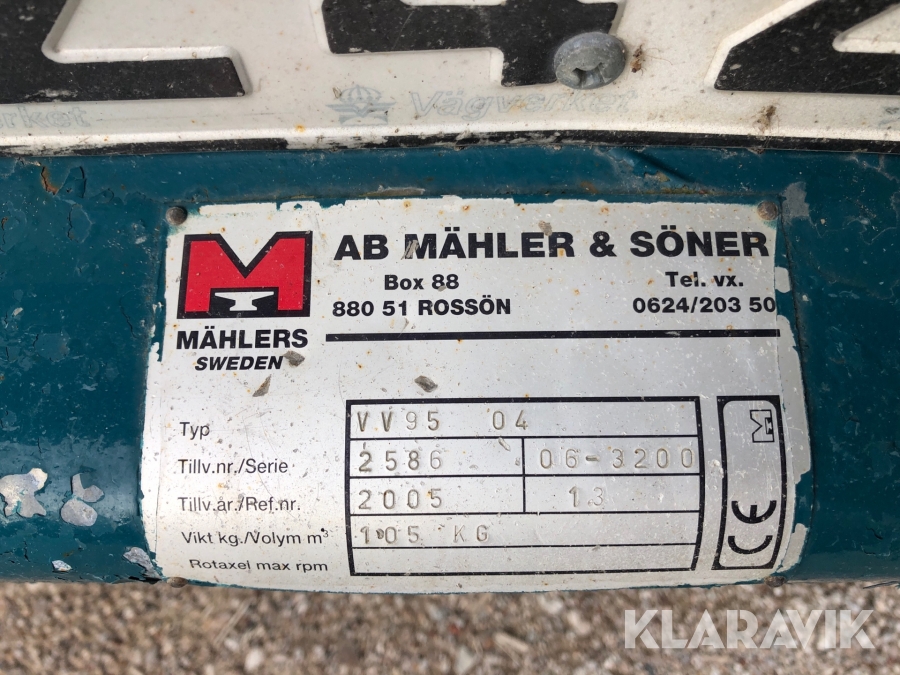 Vägverket
M AB MÄHLER & SÖNER
Box 88 Tel. vx.
880 51 ROSSÖN 0624/203 50
MÄHLERS
SWEDEN
Typ VV95 04
Tillv.nr./Serie 2586 06-3200
Tillv.år./Ref.nr. 2005 13
Vikt kg./Volym m³ 105 KG
Rotaxel max rpm
M
CE
KLARAVIK